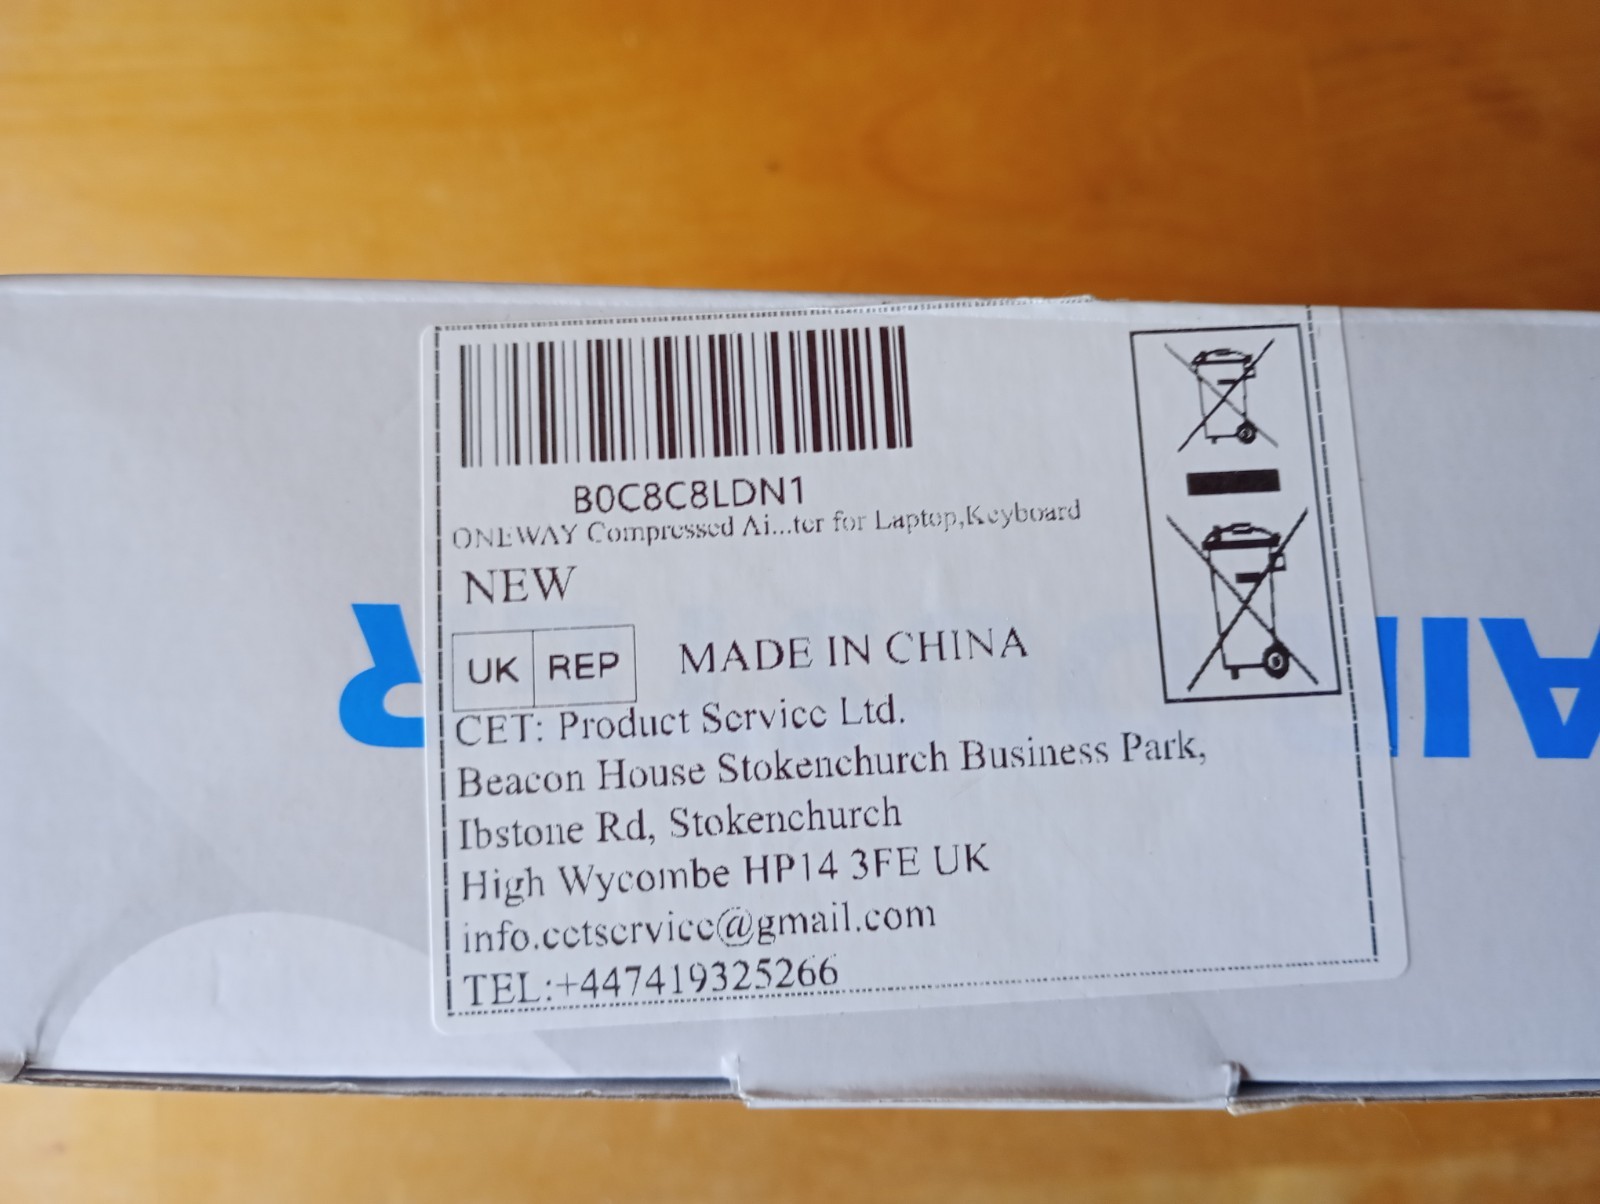 B0C8C8LDN1
ONEWAY Compressed Ai...ter for Laptop,Keyboard
NEW
UK REP MADE IN CHINA
CET: Product Service Ltd.
Beacon House Stokenchurch Business Park,
Ibstone Rd, Stokenchurch
High Wycombe HP14 3FE UK
info.cetservice@gmail.com
TEL:+447419325266